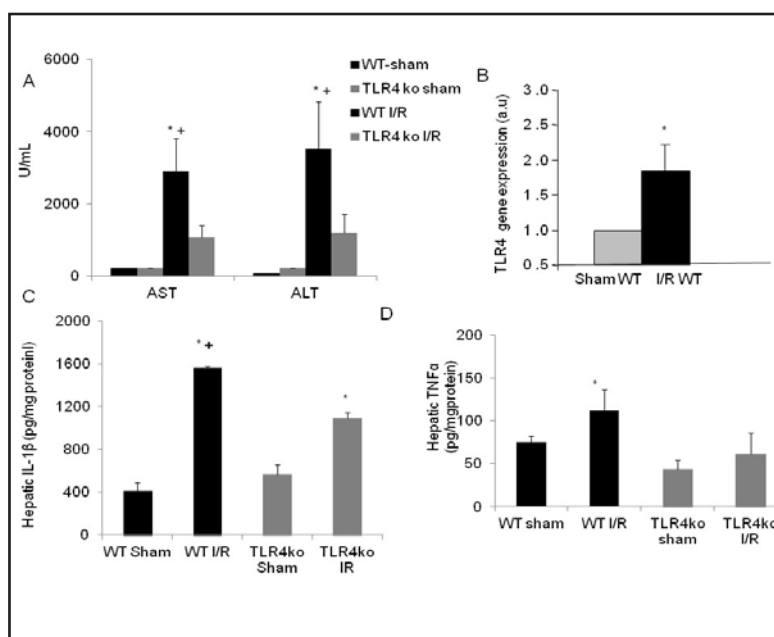 A
6000
4000
2000
0
U/mL
* +
* +
AST
ALT
WT-sham
TLR4 ko sham
WT I/R
TLR4 ko I/R
B
3.0
2.5
2.0
1.5
1.0
0.5
TLR4 gene expression (a.u)
*
Sham WT
I/R WT
C
2000
1600
1200
800
400
0
Hepatic IL-1β (pg/mg proteinl)
* +
*
WT Sham
WT I/R
TLR4ko
Sham
TLR4ko
IR
D
200
150
100
50
0
Hepatic TNFα
(pg/mgprotein)
*
WT sham
WT I/R
TLR4ko
sham
TLR4ko
I/R